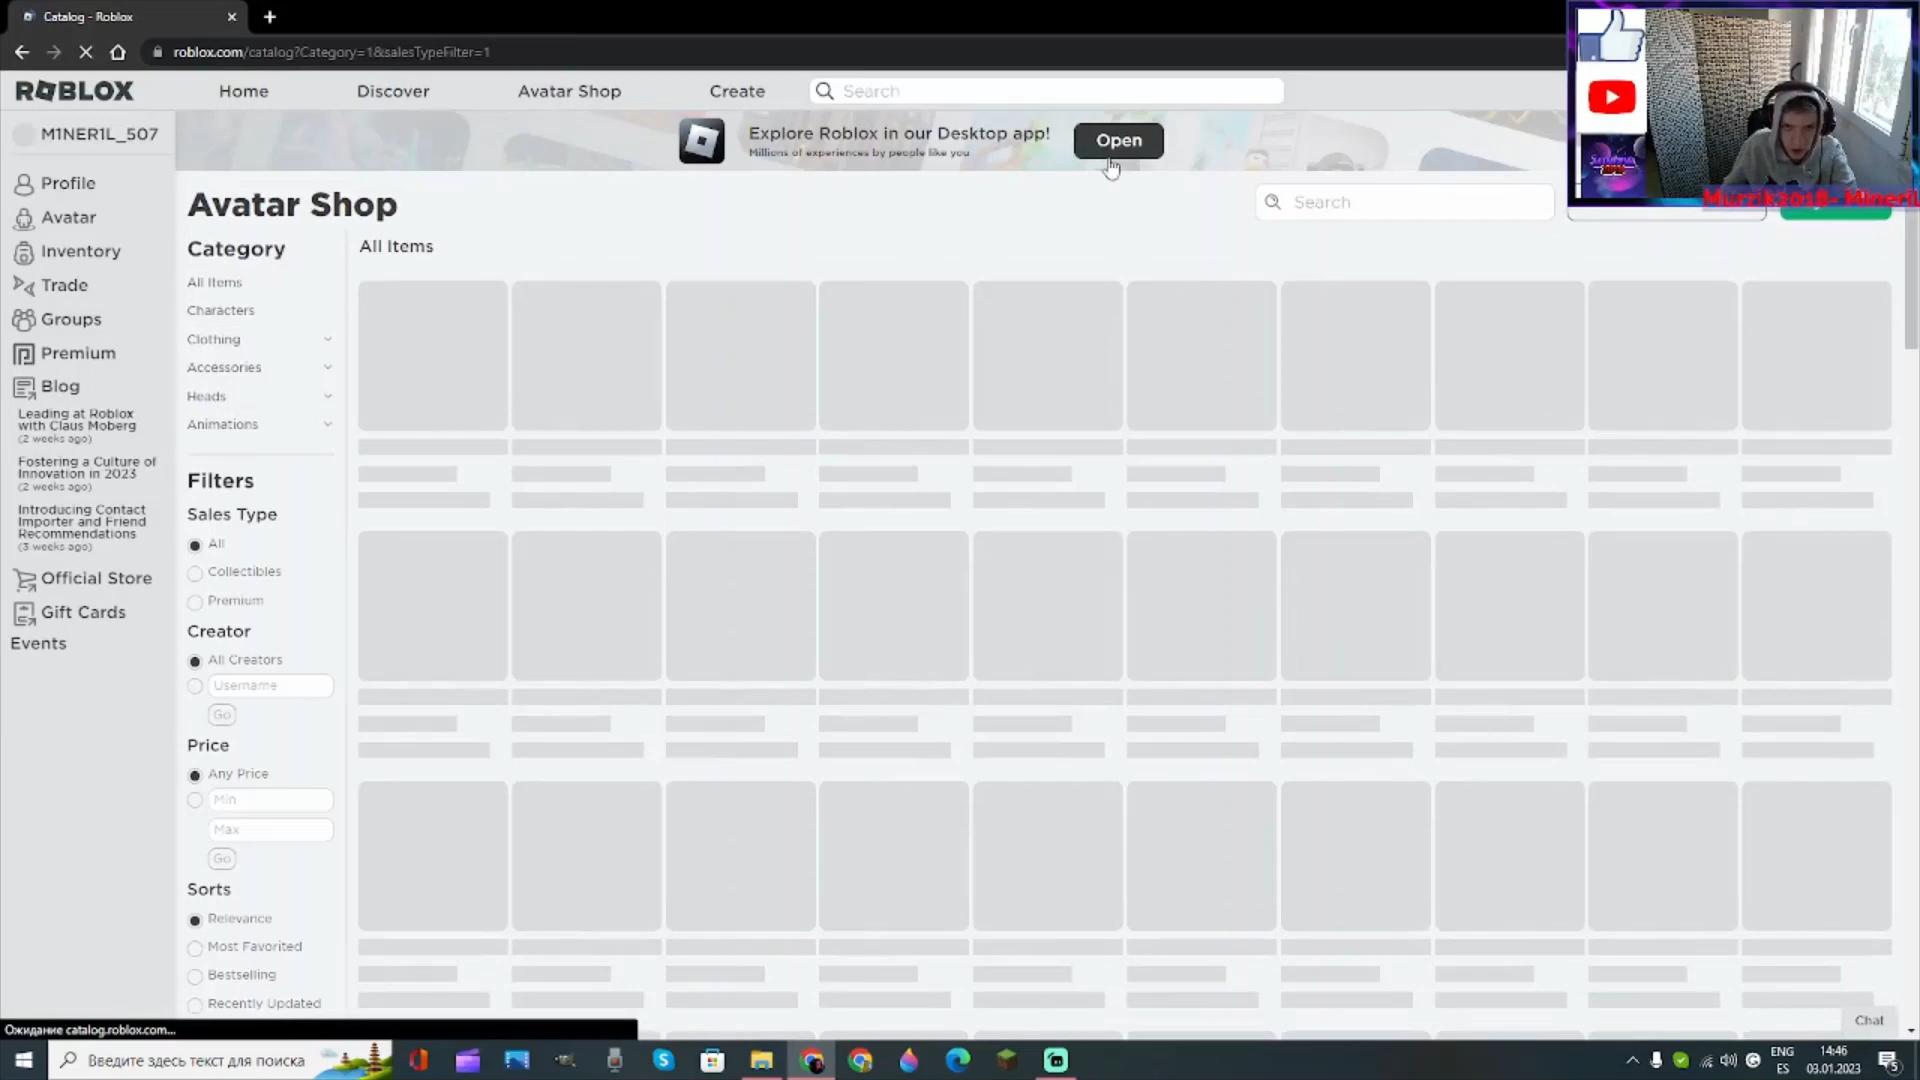 Catalog - Roblox
roblox.com/catalog?Category=1&salesTypeFilter=1
ROBLOX
Home
Discover
Avatar Shop
Create
Search
M1NER1L_507
Explore Roblox in our Desktop app!
Millions of experiences by people like you
Open
Murzik2018- Mineril
Profile
Avatar
Inventory
Trade
Groups
Premium
Blog
Leading at Roblox
with Claus Moberg
(2 weeks ago)
Fostering a Culture of
Innovation in 2023
(2 weeks ago)
Introducing Contact
Importer and Friend
Recommendations
(3 weeks ago)
Official Store
Gift Cards
Events
Avatar Shop
Search
Category
All Items
All Items
Characters
Clothing
Accessories
Heads
Animations
Filters
Sales Type
All
Collectibles
Premium
Creator
All Creators
Username
Go
Price
Any Price
Min
Max
Go
Sorts
Relevance
Most Favorited
Bestselling
Recently Updated
Chat
Ожидание catalog.roblox.com...
Введите здесь текст для поиска
ENG
ES
14:46
03.01.2023
5